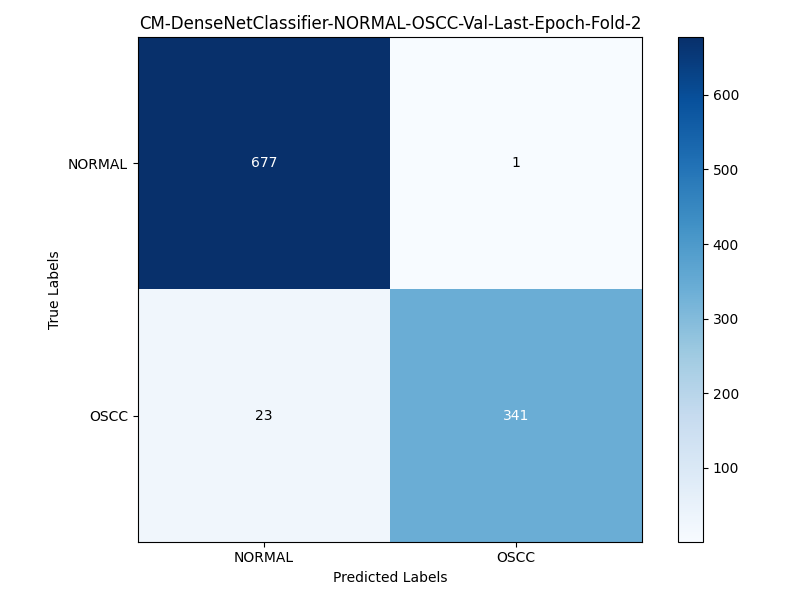 CM-DenseNetClassifier-NORMAL-OSCC-Val-Last-Epoch-Fold-2
True Labels
NORMAL
677
1
OSCC
23
341
NORMAL
OSCC
Predicted Labels
600
500
400
300
200
100